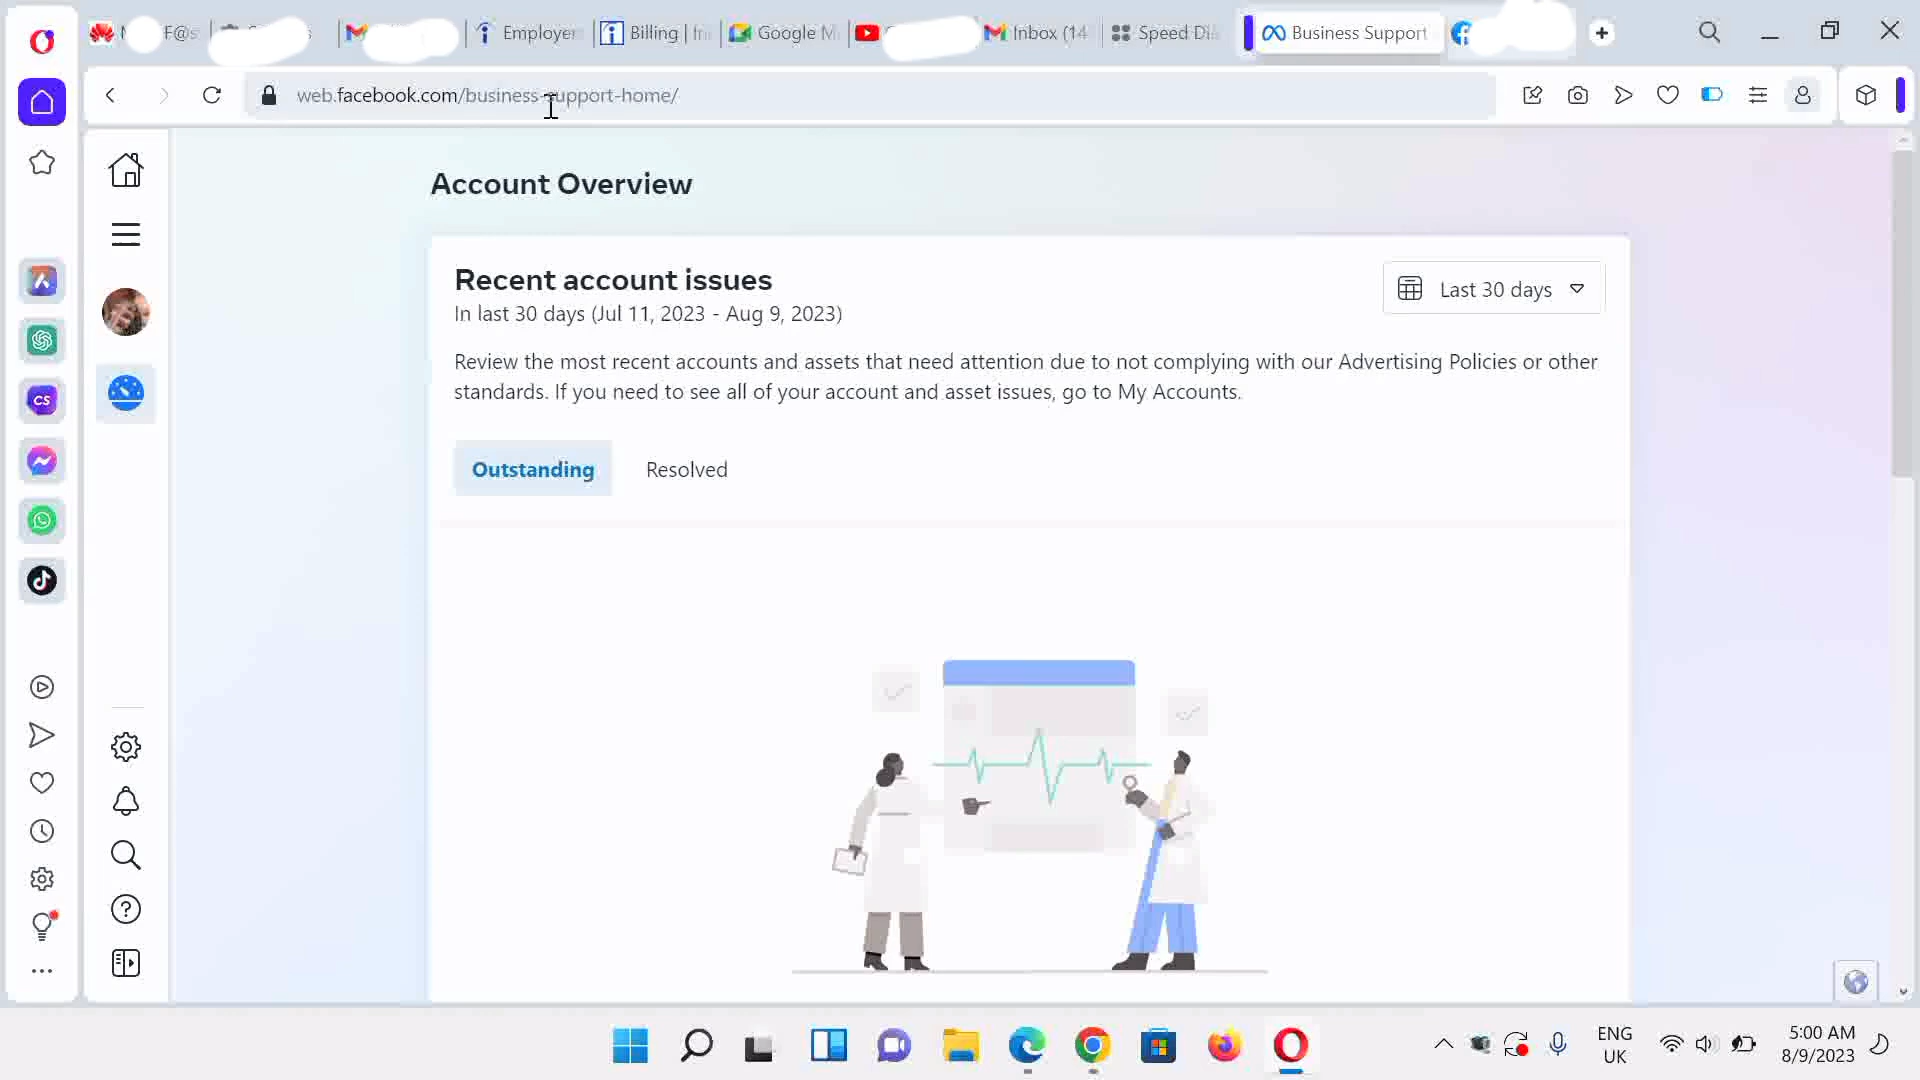 F@s
Employer
Billing | In
Google M
Inbox (14
Speed Dia
Business Support
web.facebook.com/business-support-home/
Account Overview
Recent account issues
In last 30 days (Jul 11, 2023 - Aug 9, 2023)
Last 30 days
Review the most recent accounts and assets that need attention due to not complying with our Advertising Policies or other
standards. If you need to see all of your account and asset issues, go to My Accounts.
Outstanding
Resolved
CS
ENG
UK
5:00 AM
8/9/2023